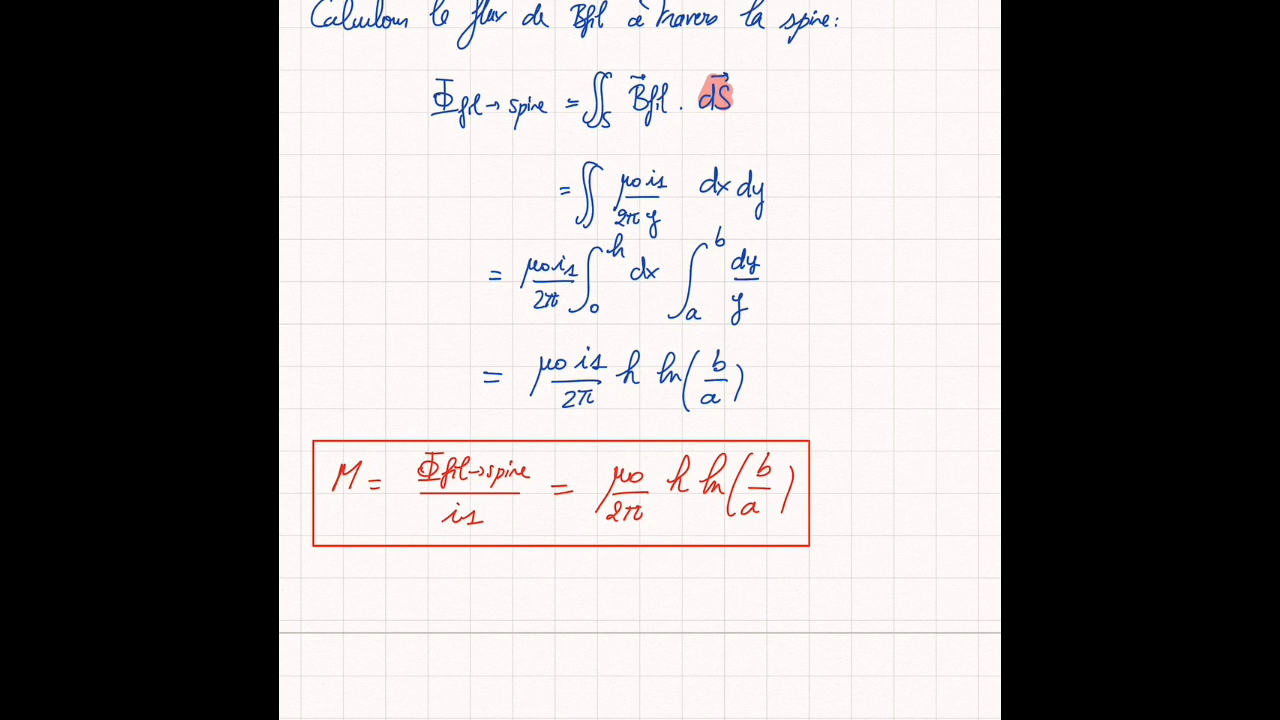 Calculons le flux de Bfil à travers la spire:
Φfil→spire = ∬S B⃗fil . dS⃗
= ∬ μ0 i1 / 2π y dx dy
= μ0 i1 / 2π ∫0^h dx ∫a^b dy / y
= μ0 i1 / 2π h ln(b/a)
M = Φfil→spire / i1 = μ0 / 2π h ln(b/a)